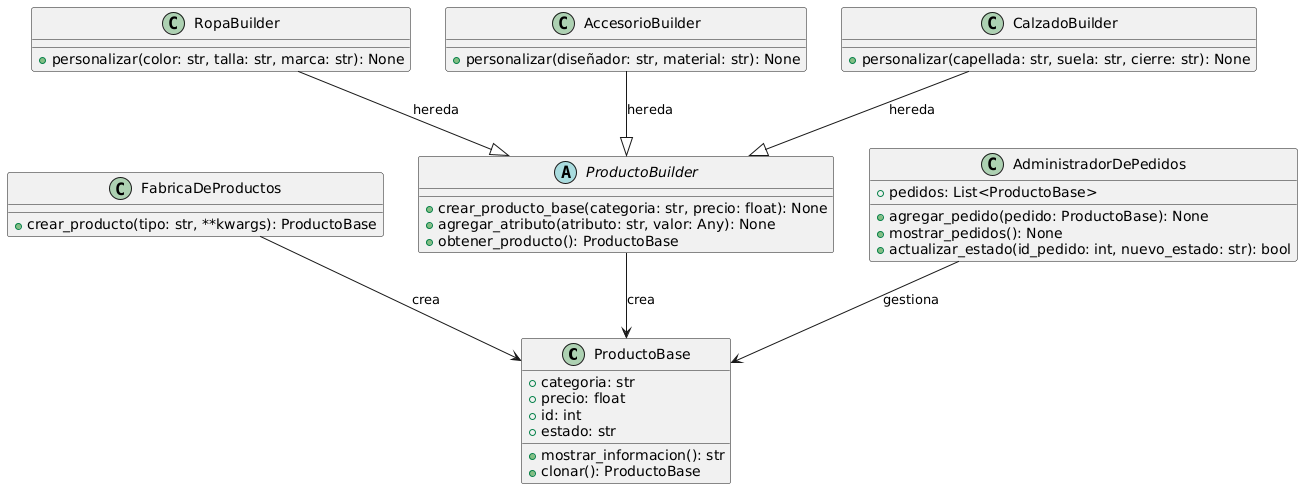 C RopaBuilder
personalizar(color: str, talla: str, marca: str): None
C AccesorioBuilder
personalizar(diseñador: str, material: str): None
C CalzadoBuilder
personalizar(capellada: str, suela: str, cierre: str): None
hereda
hereda
hereda
C FabricaDeProductos
crear_producto(tipo: str, **kwargs): ProductoBase
A ProductoBuilder
crear_producto_base(categoria: str, precio: float): None
agregar_atributo(atributo: str, valor: Any): None
obtener_producto(): ProductoBase
C AdministradorDePedidos
pedidos: List<ProductoBase>
agregar_pedido(pedido: ProductoBase): None
mostrar_pedidos(): None
actualizar_estado(id_pedido: int, nuevo_estado: str): bool
crea
crea
gestiona
C ProductoBase
categoria: str
precio: float
id: int
estado: str
mostrar_informacion(): str
clonar(): ProductoBase